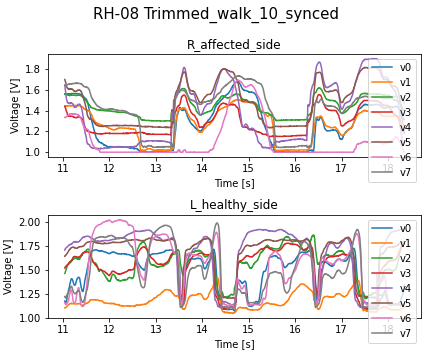 RH-08 Trimmed_walk_10_synced
R_affected_side
Voltage [V]
1.8
1.6
1.4
1.2
1.0
v0
v1
v2
v3
v4
v5
v6
v7
11 12 13 14 15 16 17 18
Time [s]
L_healthy_side
Voltage [V]
2.00
1.75
1.50
1.25
1.00
v0
v1
v2
v3
v4
v5
v6
v7
11 12 13 14 15 16 17 18
Time [s]